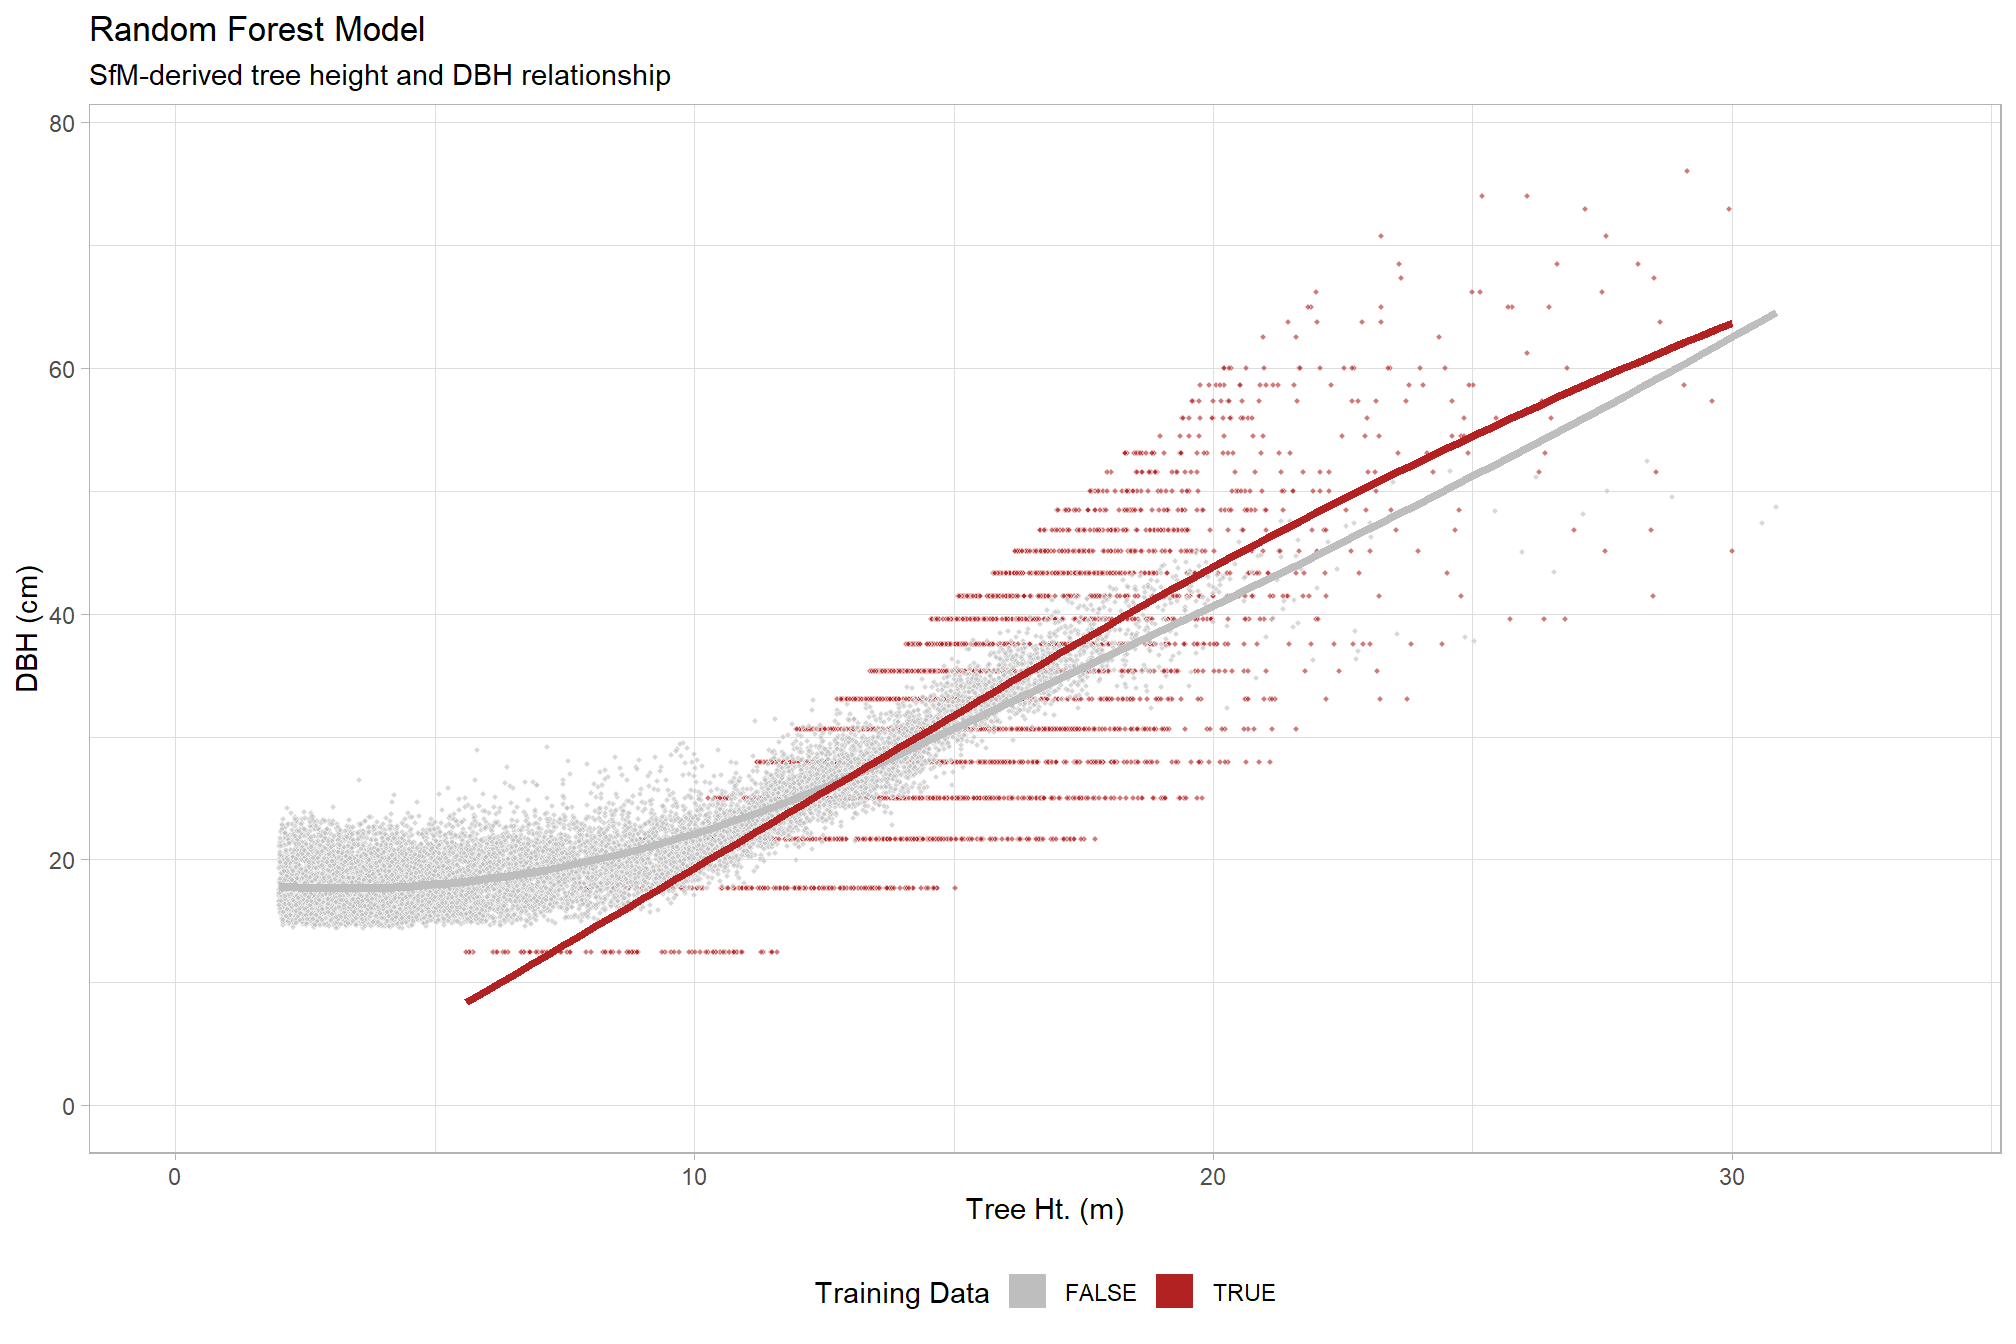 Random Forest Model
SfM-derived tree height and DBH relationship
80
60
40
20
0
DBH (cm)
0 10 20 30
Tree Ht. (m)
Training Data FALSE TRUE